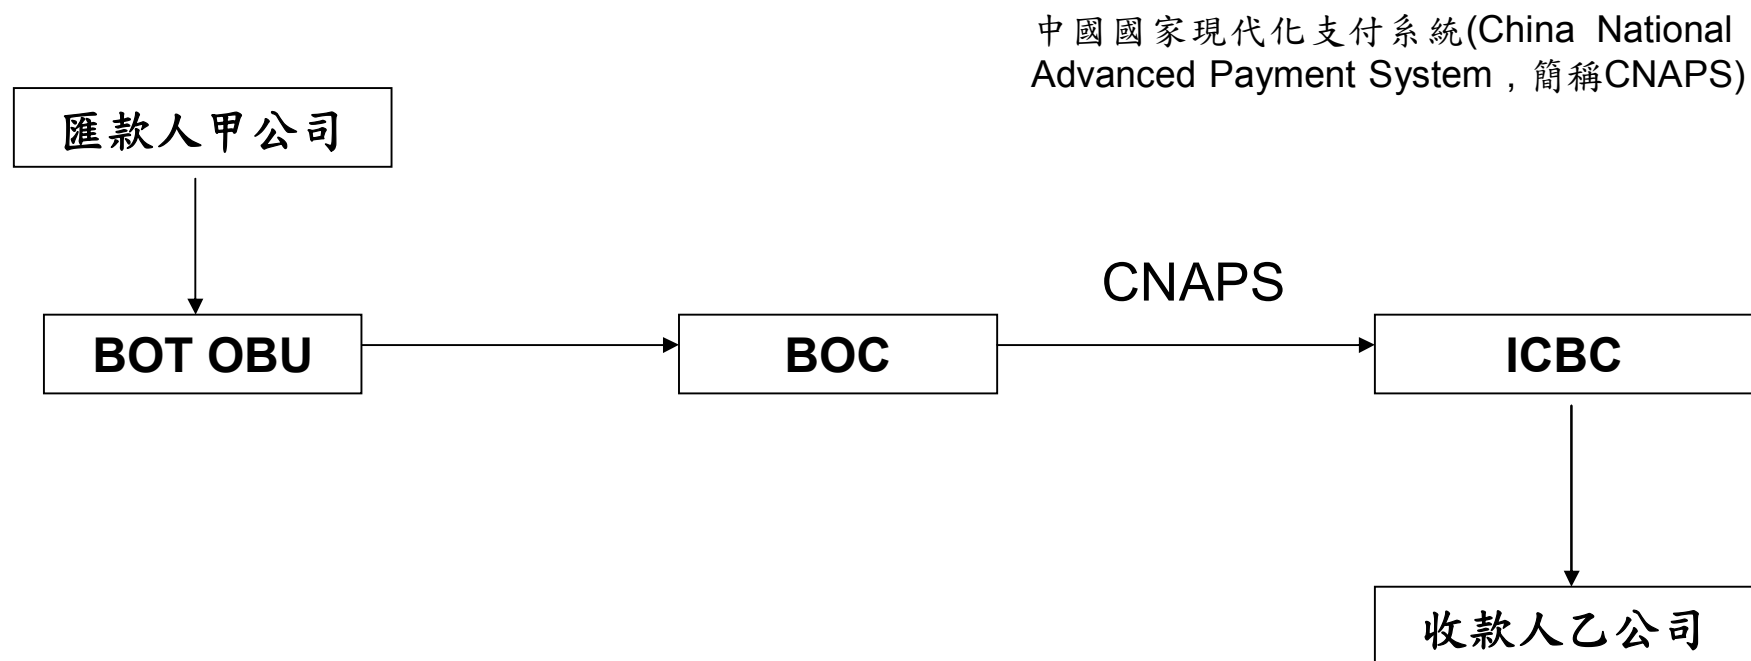 中國國家現代化支付系統(China National
Advanced Payment System , 簡稱CNAPS)
匯款人甲公司
CNAPS
BOT OBU
BOC
ICBC
收款人乙公司